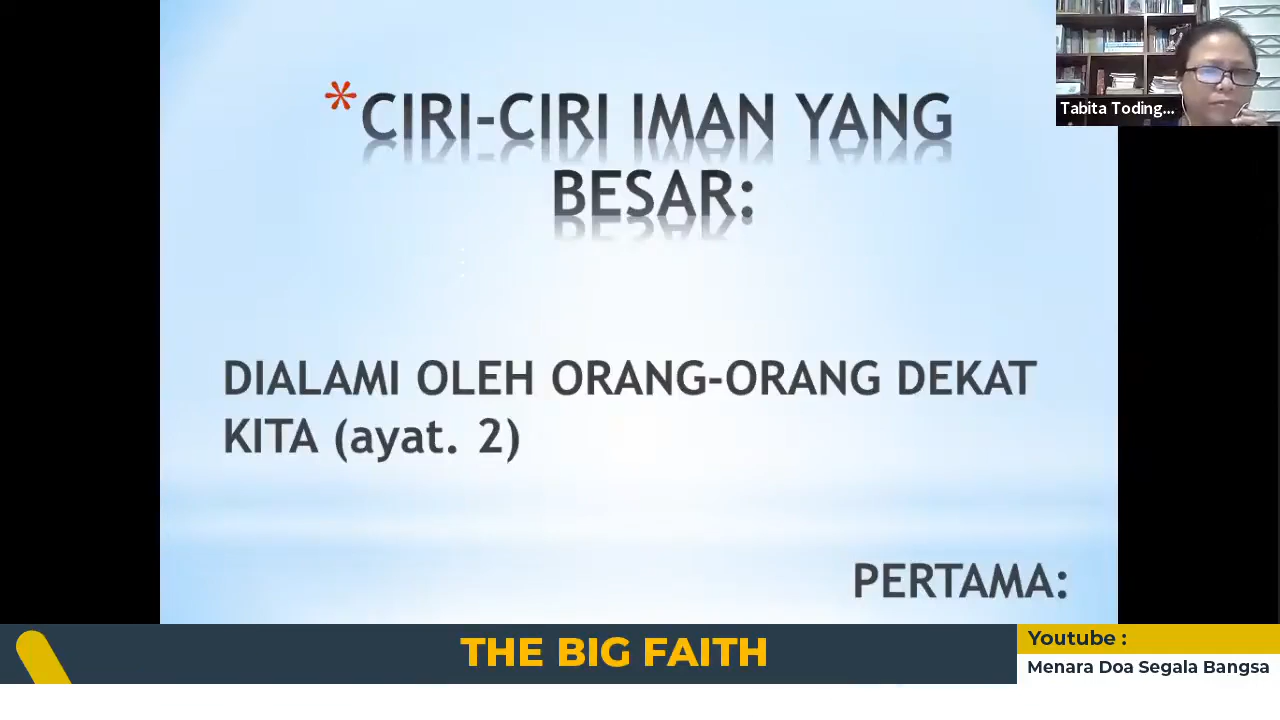 *CIRI-CIRI IMAN YANG
BESAR:
DIALAMI OLEH ORANG-ORANG DEKAT
KITA (ayat. 2)
PERTAMA:
Tabita Toding...
THE BIG FAITH
Youtube :
Menara Doa Segala Bangsa